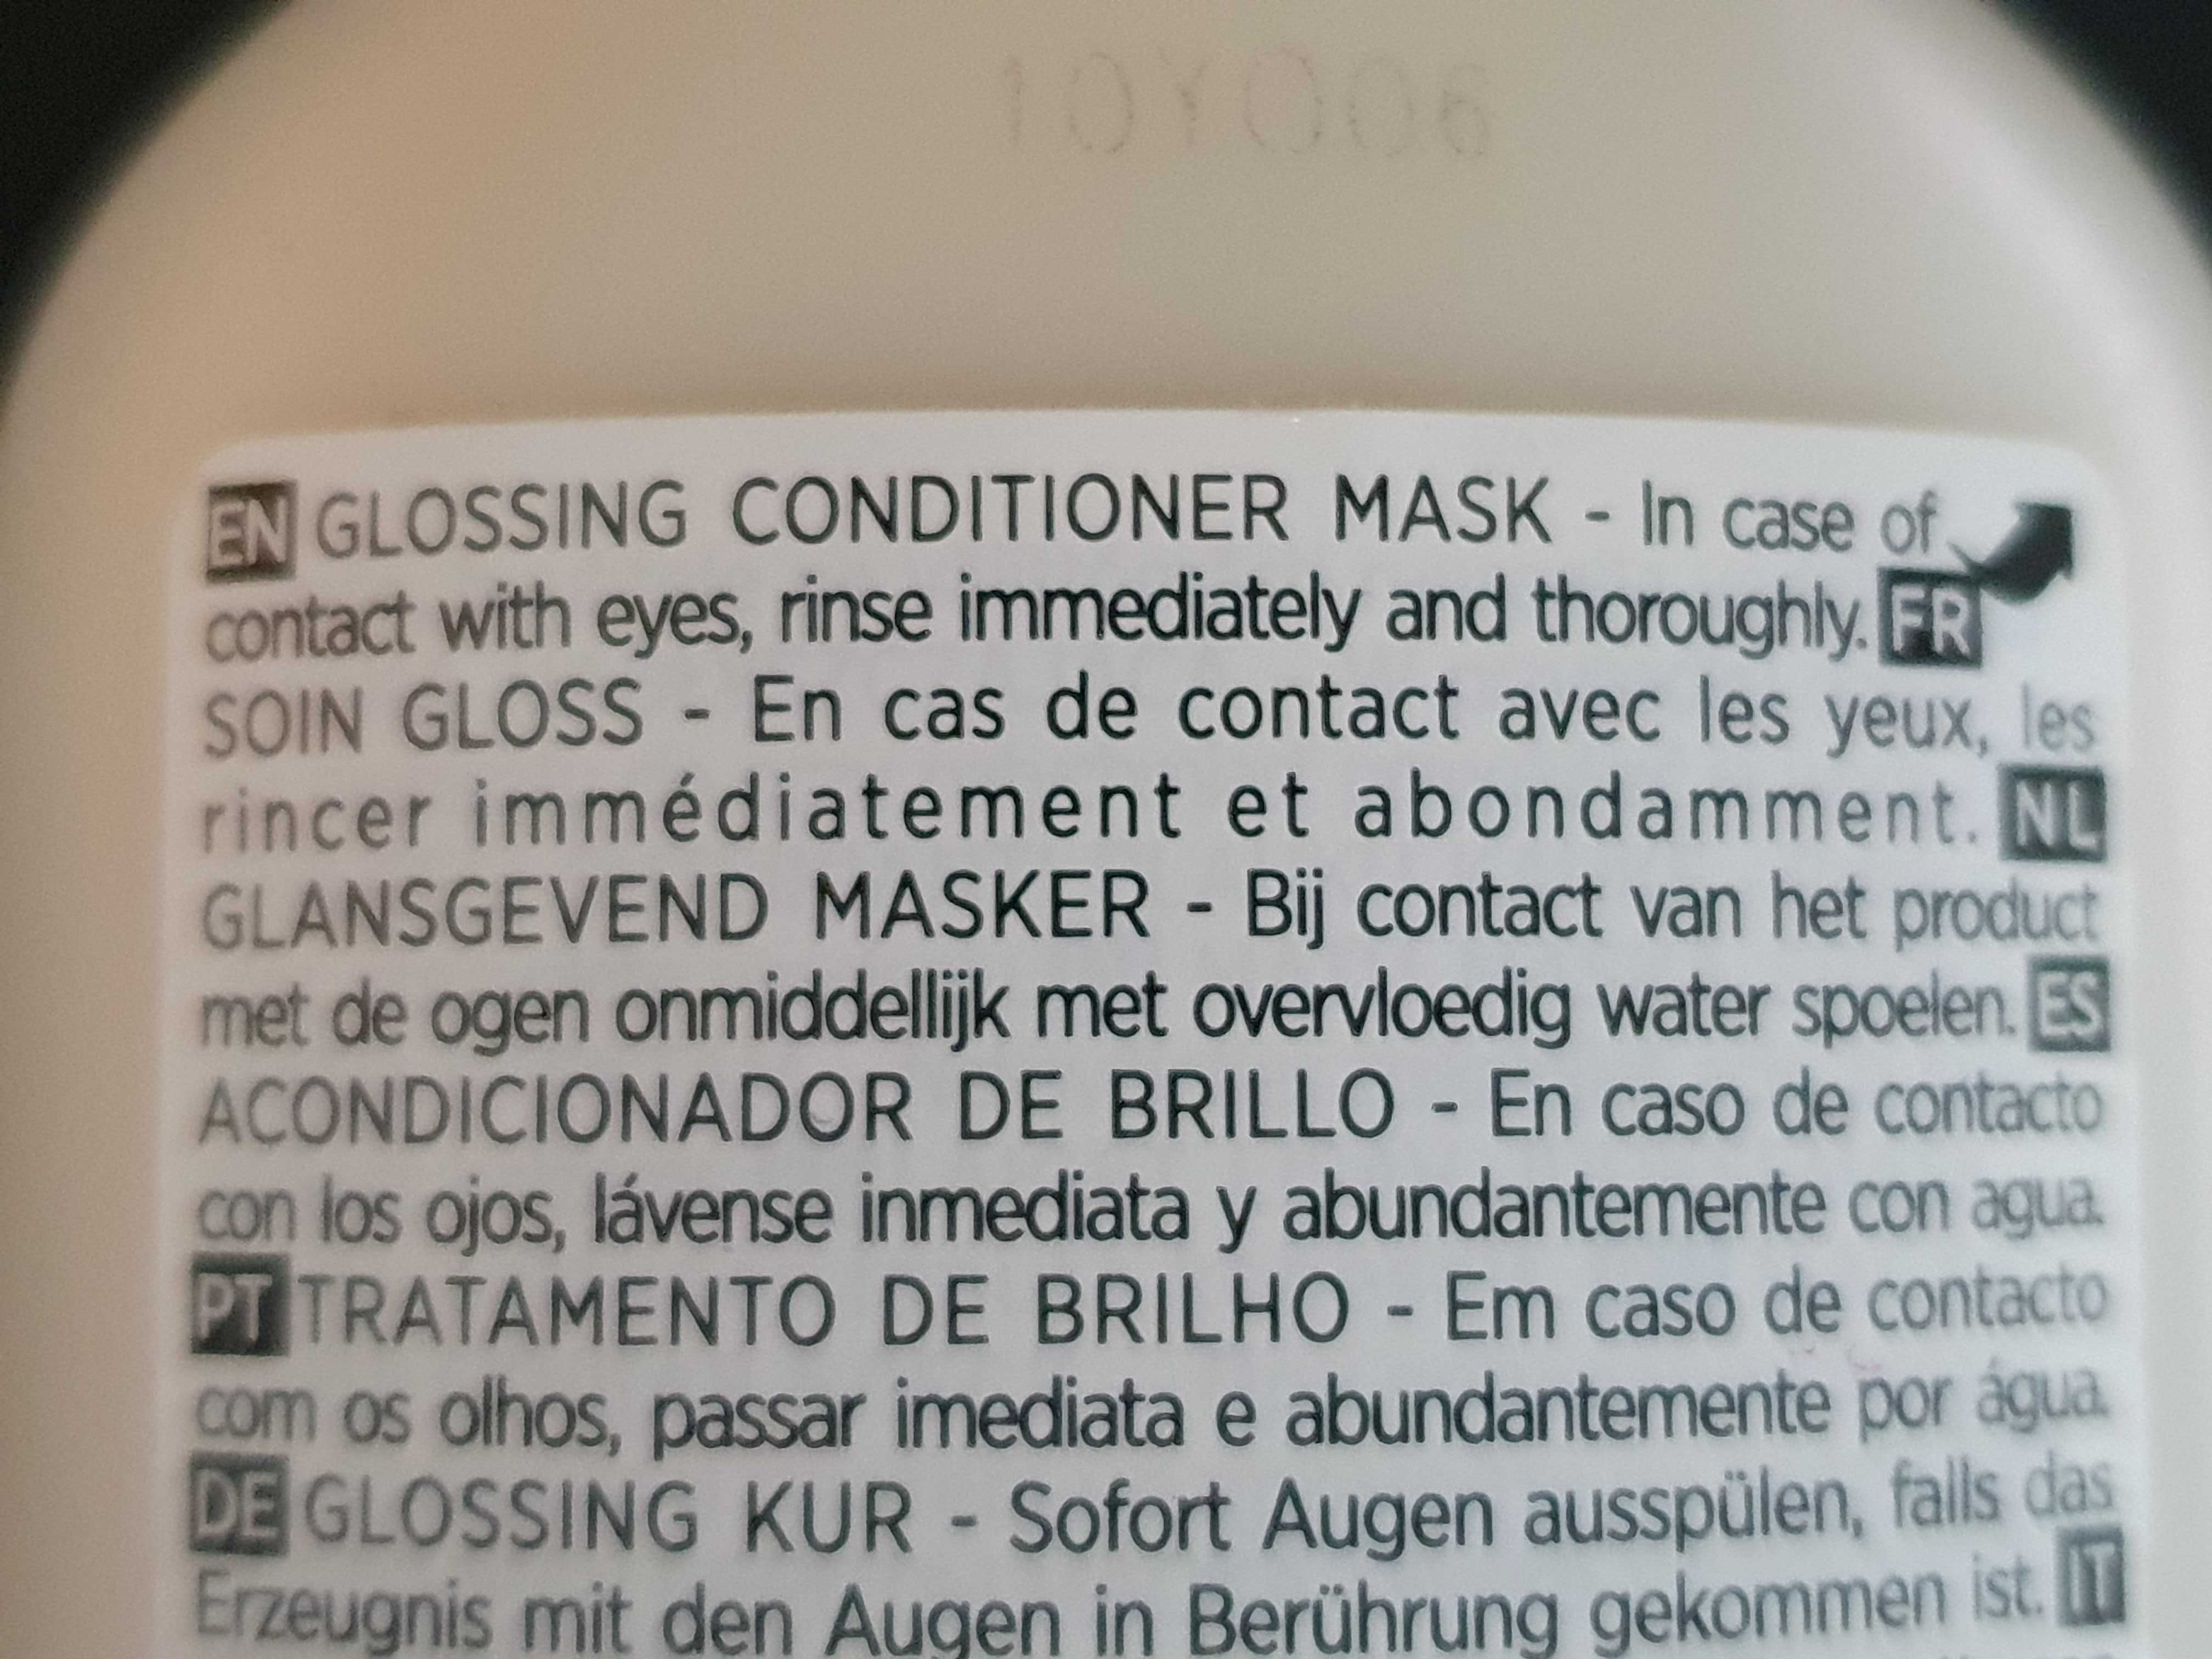 10Y006
EN GLOSSING CONDITIONER MASK - In case of
contact with eyes, rinse immediately and thoroughly. FR
SOIN GLOSS - En cas de contact avec les yeux, les
rincer immédiatement et abondamment. NL
GLANSGEVEND MASKER - Bij contact van het product
met de ogen onmiddellijk met overvloedig water spoelen. ES
ACONDICIONADOR DE BRILLO - En caso de contacto
con los ojos, lávense inmediata y abundantemente con agua.
PT TRATAMENTO DE BRILHO - Em caso de contacto
com os olhos, passar imediata e abundantemente por água.
DE GLOSSING KUR - Sofort Augen ausspülen, falls das
Erzeugnis mit den Augen in Berührung gekommen ist. IT